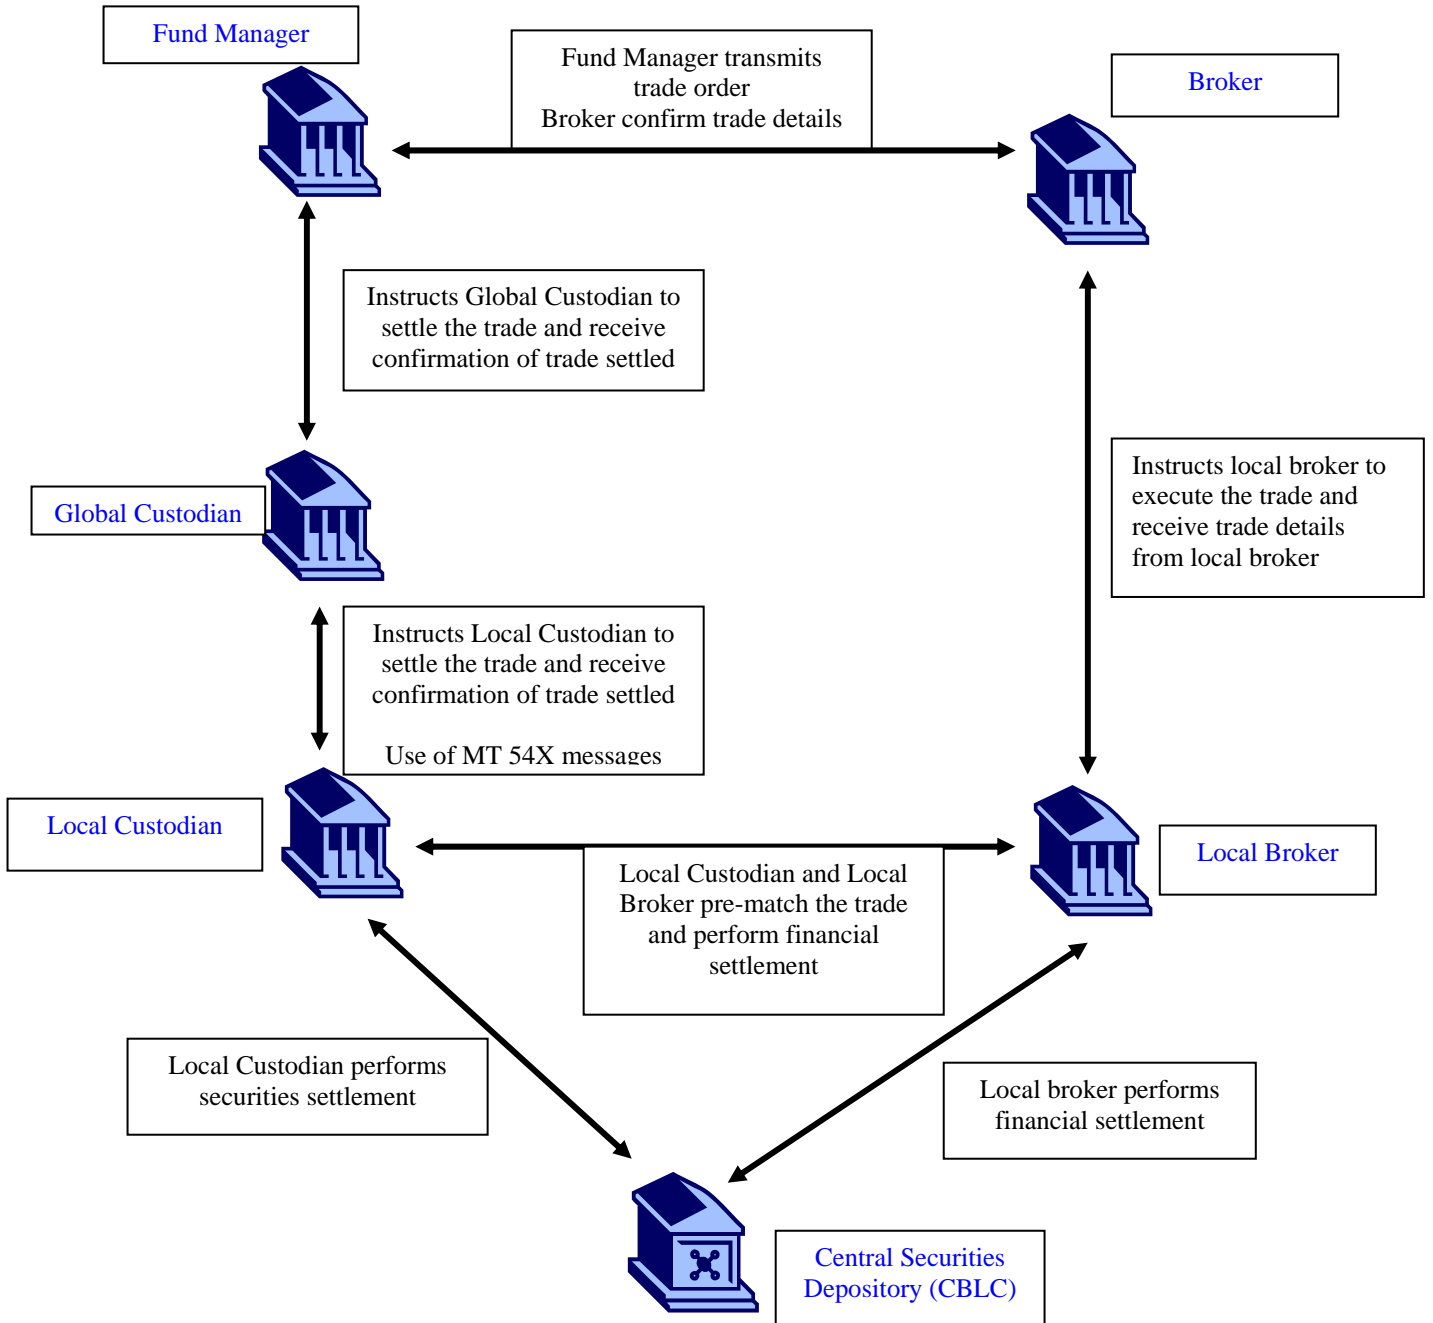 Fund Manager
Fund Manager transmits
trade order
Broker confirm trade details
Broker
Instructs Global Custodian to
settle the trade and receive
confirmation of trade settled
Instructs local broker to
execute the trade and
receive trade details
from local broker
Global Custodian
Instructs Local Custodian to
settle the trade and receive
confirmation of trade settled
Use of MT 54X messages
Local Custodian
Local Broker
Local Custodian and Local
Broker pre-match the trade
and perform financial
settlement
Local Custodian performs
securities settlement
Local broker performs
financial settlement
Central Securities
Depository (CBLC)